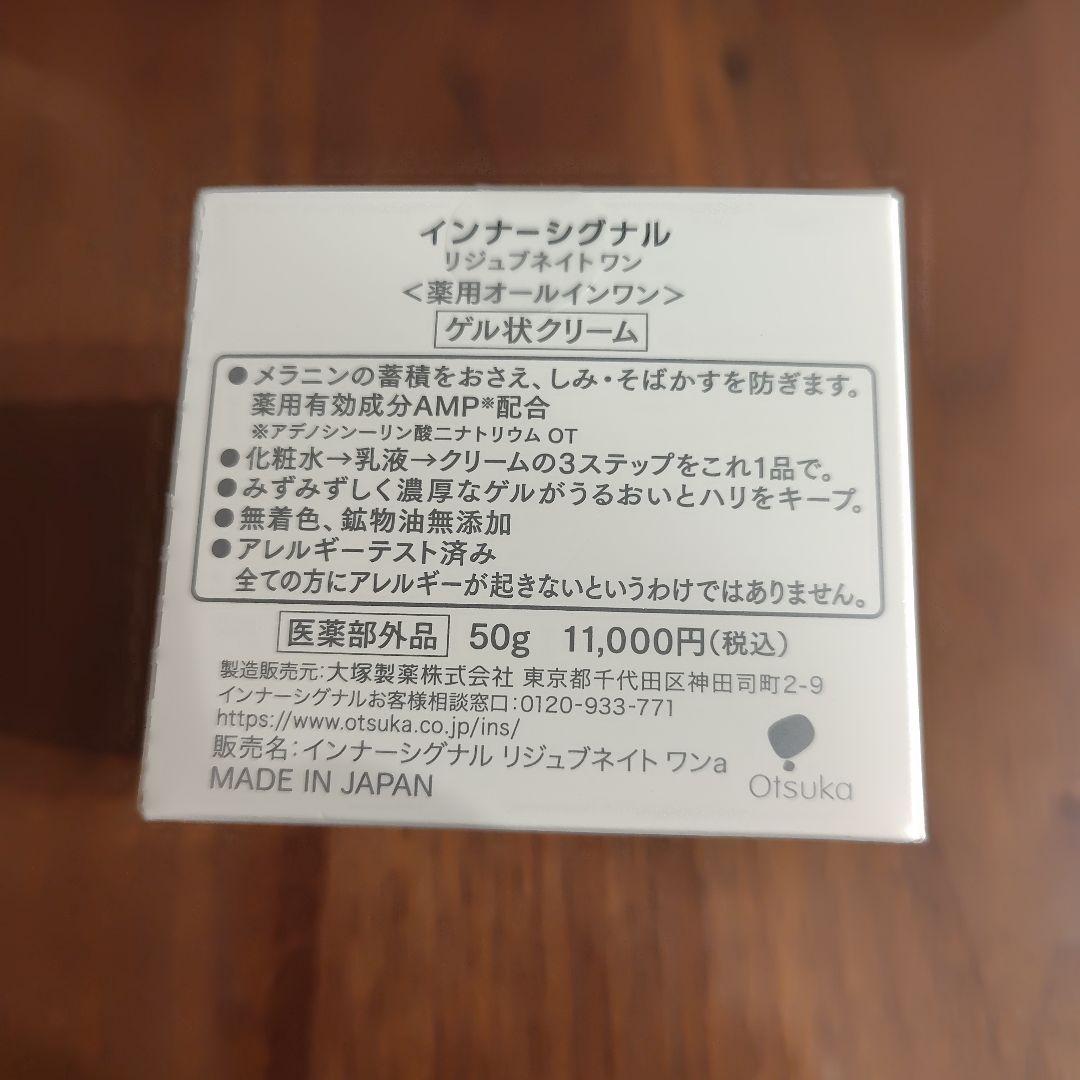 インナーシグナル
リジュブネイト ワン
＜薬用オールインワン＞
ゲル状クリーム
●メラニンの蓄積をおさえ、しみ・そばかすを防ぎます。
薬用有効成分AMP※配合
※アデノシン一リン酸二ナトリウム OT
●化粧水→乳液→クリームの3ステップをこれ1品で。
●みずみずしく濃厚なゲルがうるおいとハリをキープ。
●無着色、鉱物油無添加
●アレルギーテスト済み
全ての方にアレルギーが起きないというわけではありません。
医薬部外品 50g 11,000円(税込)
製造販売元:大塚製薬株式会社 東京都千代田区神田司町2-9
インナーシグナルお客様相談窓口:0120-933-771
https://www.otsuka.co.jp/ins/
販売名:インナーシグナル リジュブネイト ワンa
MADE IN JAPAN
Otsuka